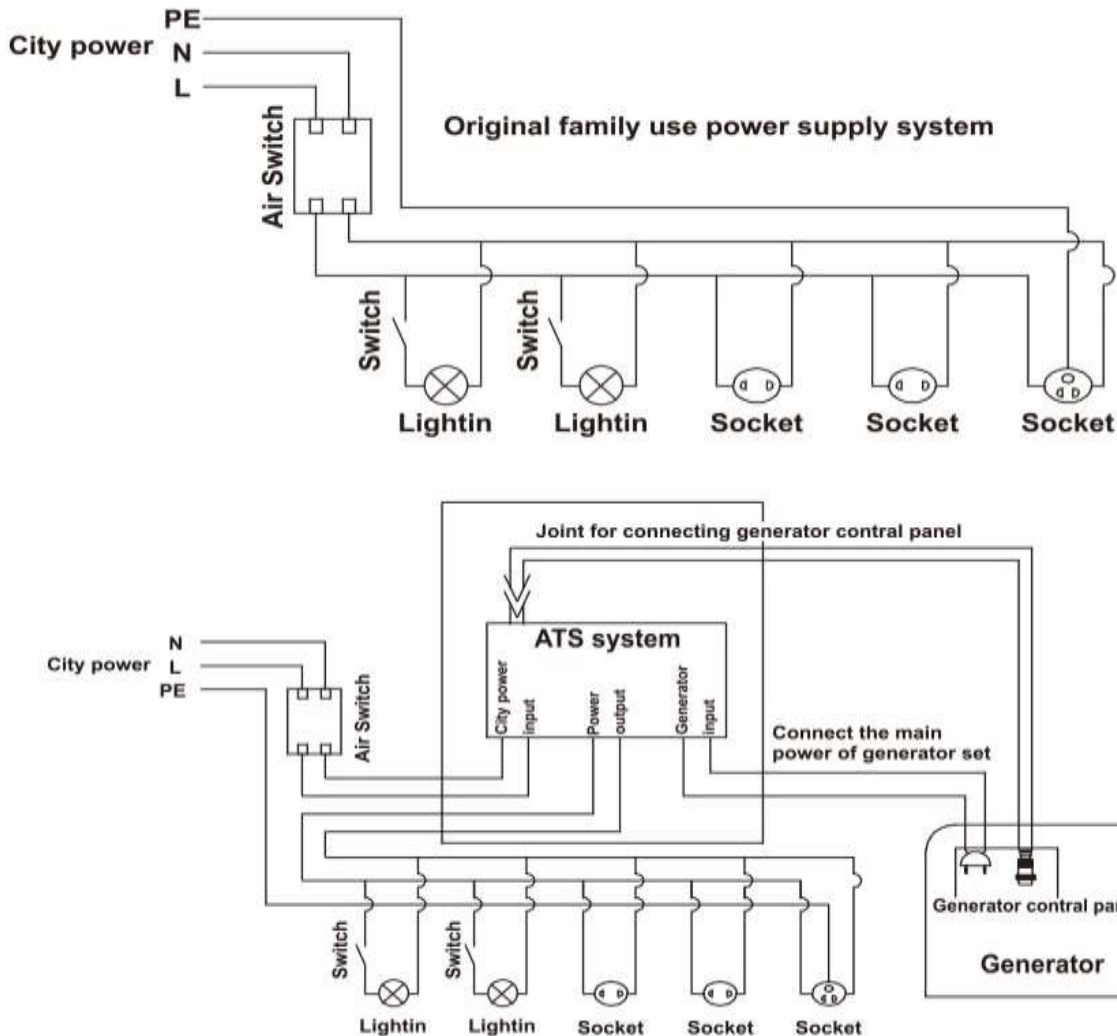 PE
City power N
L
Air Switch
Original family use power supply system
Switch
Switch
Lightin
Lightin
Socket
Socket
Socket
Joint for connecting generator contral panel
ATS system
City power
input
Power
output
Generator
input
N
City power L
PE
Air Switch
Connect the main
power of generator set
Generator contral pan
Generator
Switch
Switch
Lightin
Lightin
Socket
Socket
Socket